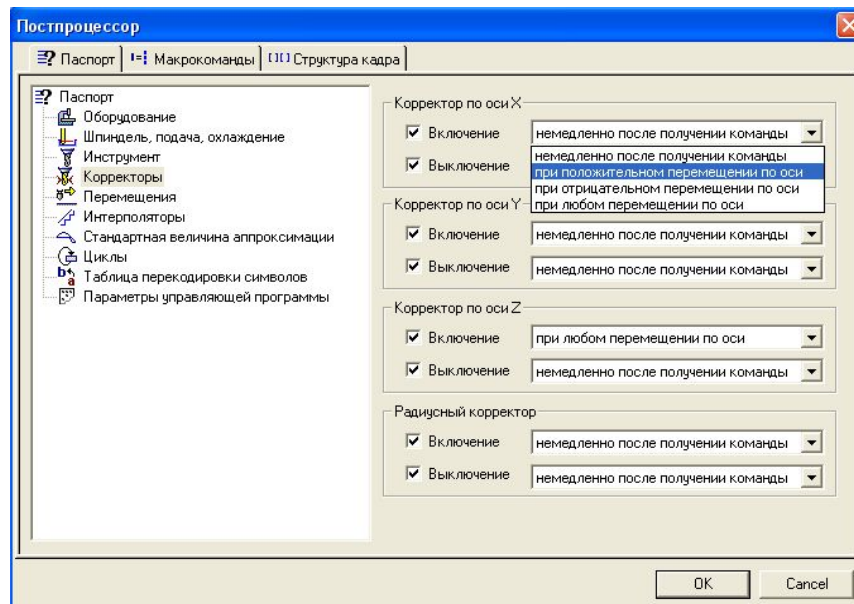 Постпроцессор
Паспорт Макрокоманды Структура кадра
Паспорт
Оборудование
Шпиндель, подача, охлаждение
Инструмент
Корректоры
Перемещения
Интерполяторы
Стандартная величина аппроксимации
Циклы
Таблица перекодировки символов
Параметры управляющей программы
Корректор по оси X
Включение немедленно после получении команды
Выключение
немедленно после получении команды
при положительном перемещении по оси
при отрицательном перемещении по оси
при любом перемещении по оси
Корректор по оси Y
Включение немедленно после получении команды
Выключение немедленно после получении команды
Корректор по оси Z
Включение при любом перемещении по оси
Выключение немедленно после получении команды
Радиусный корректор
Включение немедленно после получении команды
Выключение немедленно после получении команды
OK Cancel